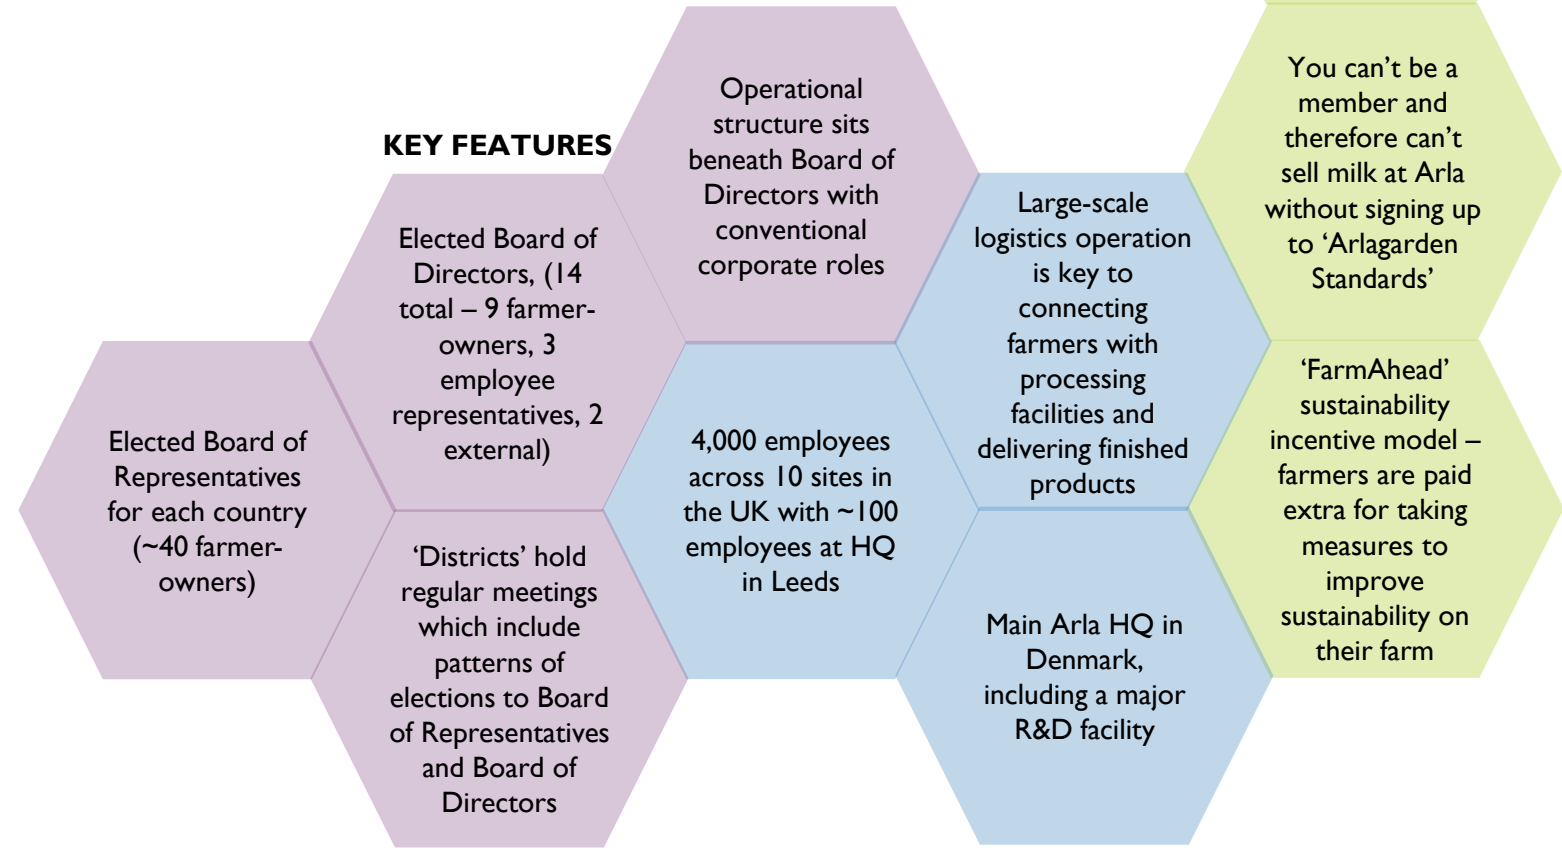 KEY FEATURES
Elected Board of
Representatives
for each country
(~40 farmer-
owners)
Elected Board of
Directors, (14
total – 9 farmer-
owners, 3
employee
representatives, 2
external)
‘Districts’ hold
regular meetings
which include
patterns of
elections to Board
of Representatives
and Board of
Directors
Operational
structure sits
beneath Board of
Directors with
conventional
corporate roles
4,000 employees
across 10 sites in
the UK with ~100
employees at HQ
in Leeds
Large-scale
logistics operation
is key to
connecting
farmers with
processing
facilities and
delivering finished
products
Main Arla HQ in
Denmark,
including a major
R&D facility
You can’t be a
member and
therefore can’t
sell milk at Arla
without signing up
to ‘Arlagarden
Standards’
‘FarmAhead’
sustainability
incentive model –
farmers are paid
extra for taking
measures to
improve
sustainability on
their farm